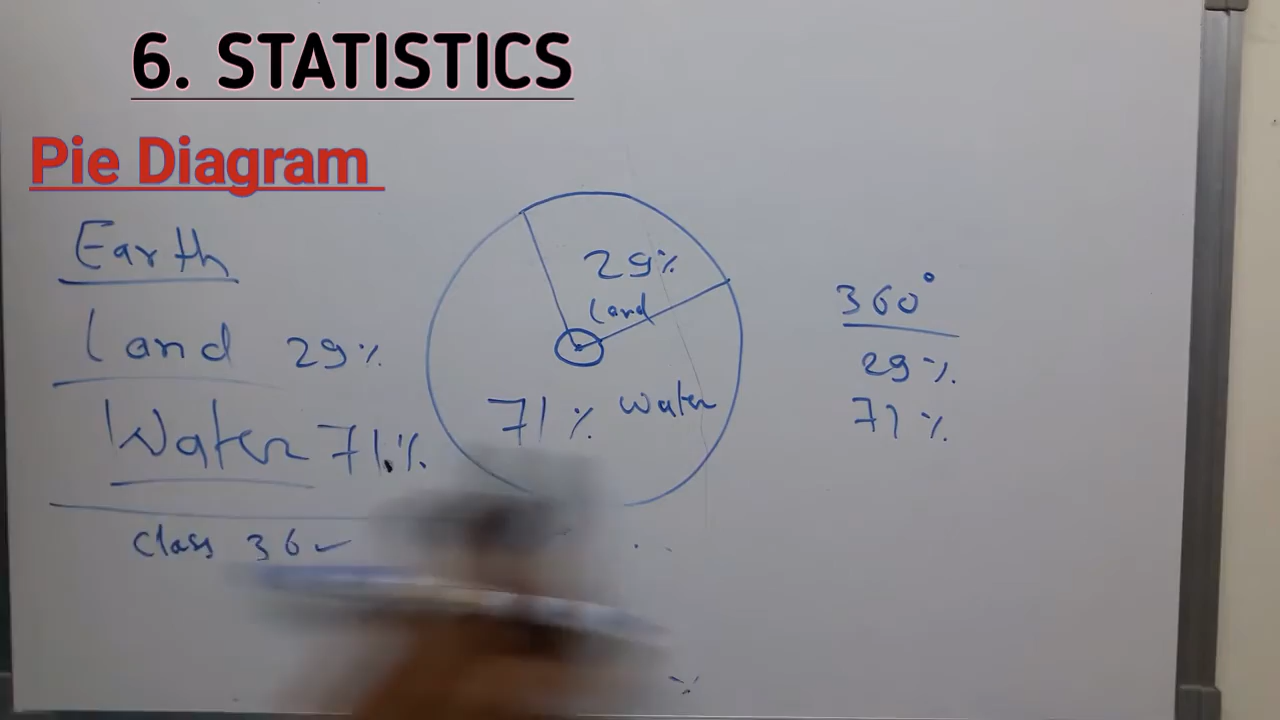 6. STATISTICS
Pie Diagram
Earth
Land 29%
Water 71%
Class 36
29%
Land
71% Water
360°
29%
71%